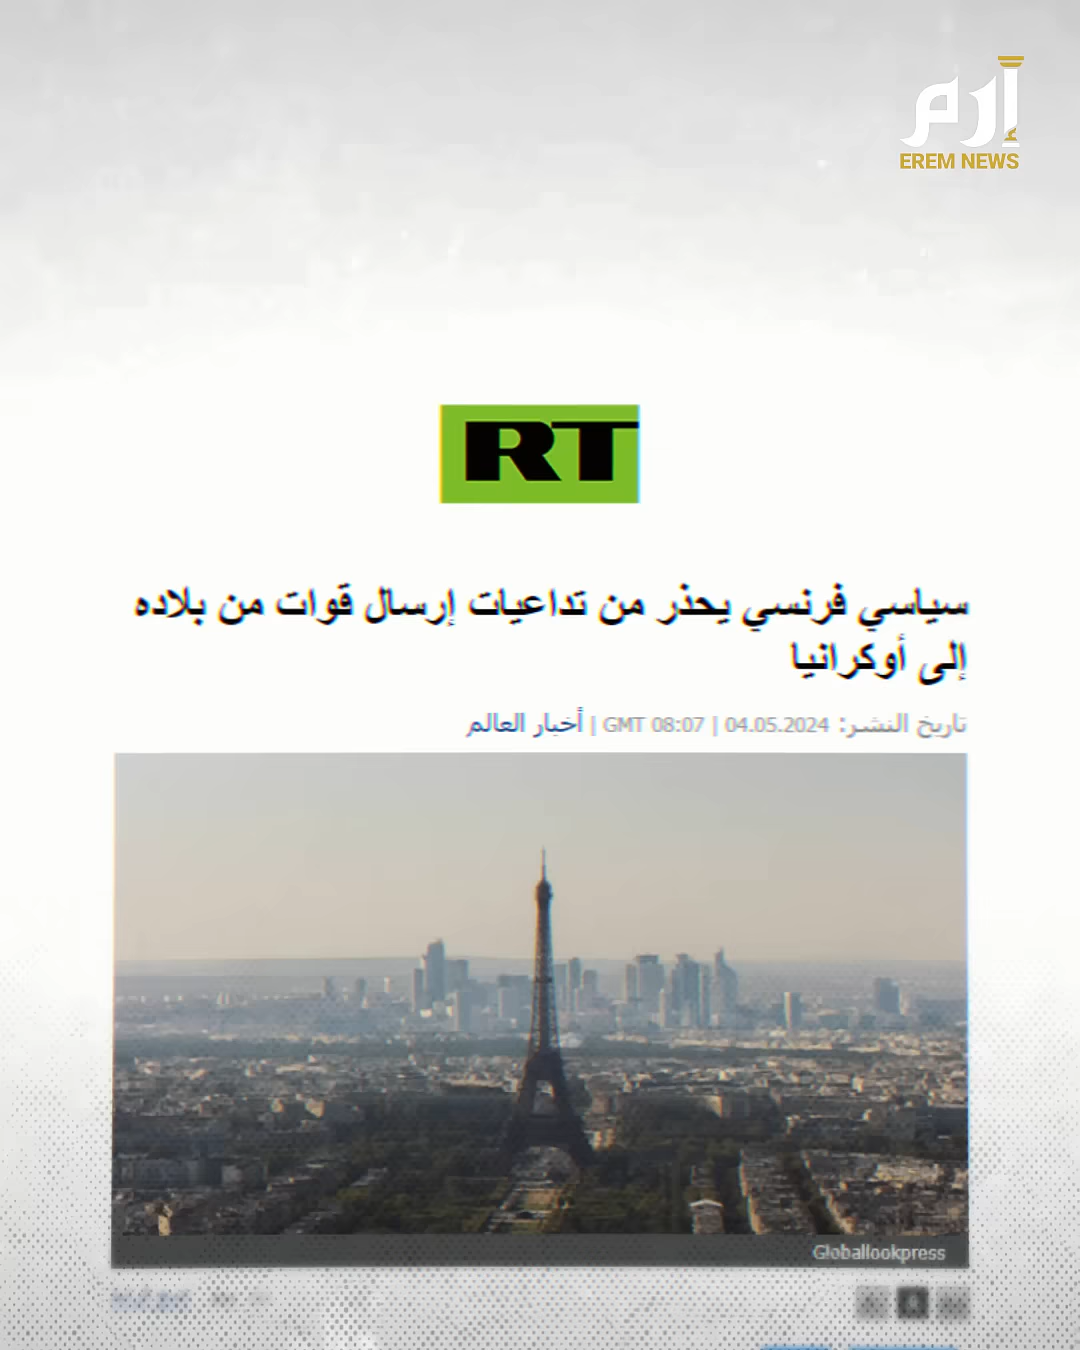 إرم
EREM NEWS
RT
سياسي فرنسي يحذر من تداعيات إرسال قوات من بلاده
إلى أوكرانيا
تاريخ النشر: 04.05.2024 | 08:07 GMT | أخبار العالم
Globallookpress